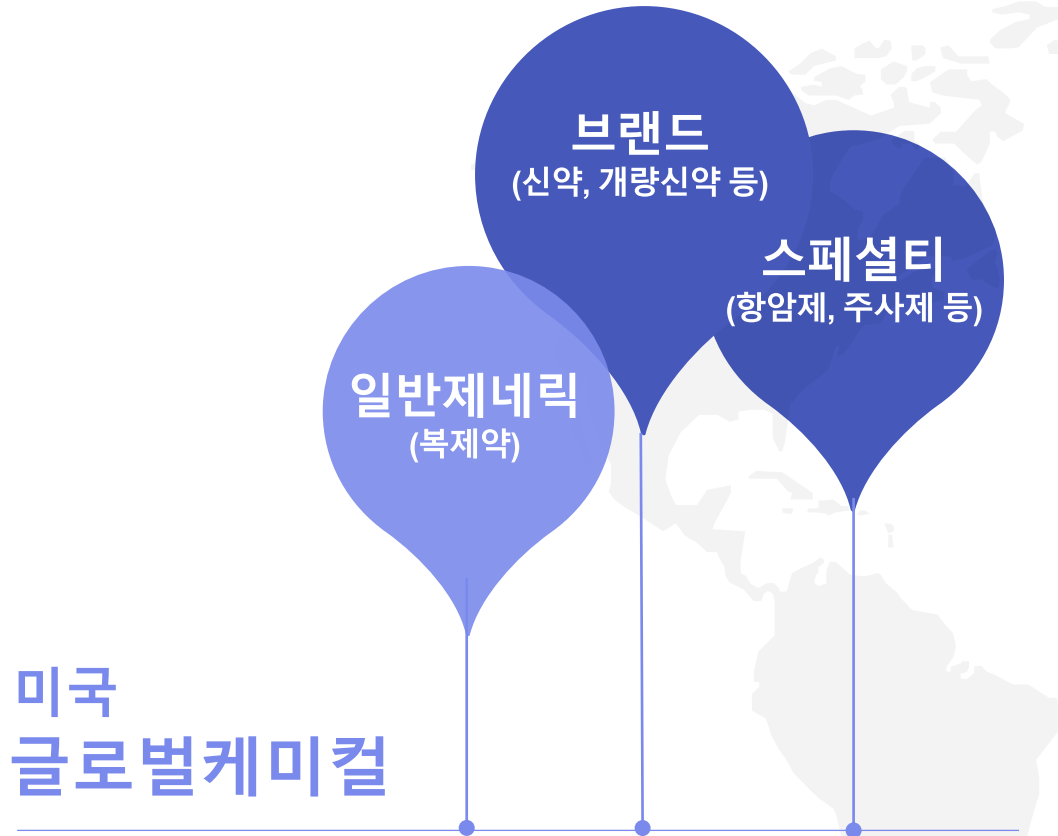 브랜드
(신약, 개량신약 등)
스페셜티
(항암제, 주사제 등)
일반제네릭
(복제약)
미국
글로벌케미컬